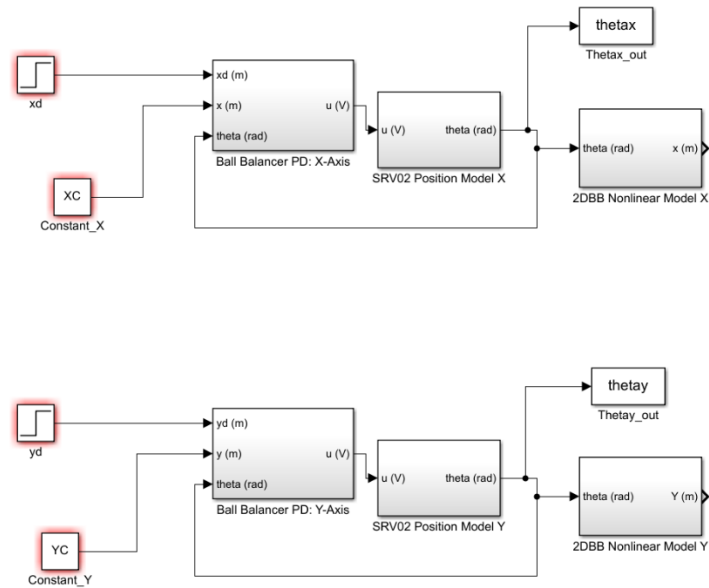 thetax
Thetax_out
xd
xd (m)
x (m)
theta (rad)
u (V)
Ball Balancer PD: X-Axis
u (V)
theta (rad)
SRV02 Position Model X
theta (rad)
x (m)
2DBB Nonlinear Model X
XC
Constant_X
thetay
Thetay_out
yd
yd (m)
y (m)
theta (rad)
u (V)
Ball Balancer PD: Y-Axis
u (V)
theta (rad)
SRV02 Position Model Y
theta (rad)
Y (m)
2DBB Nonlinear Model Y
YC
Constant_Y